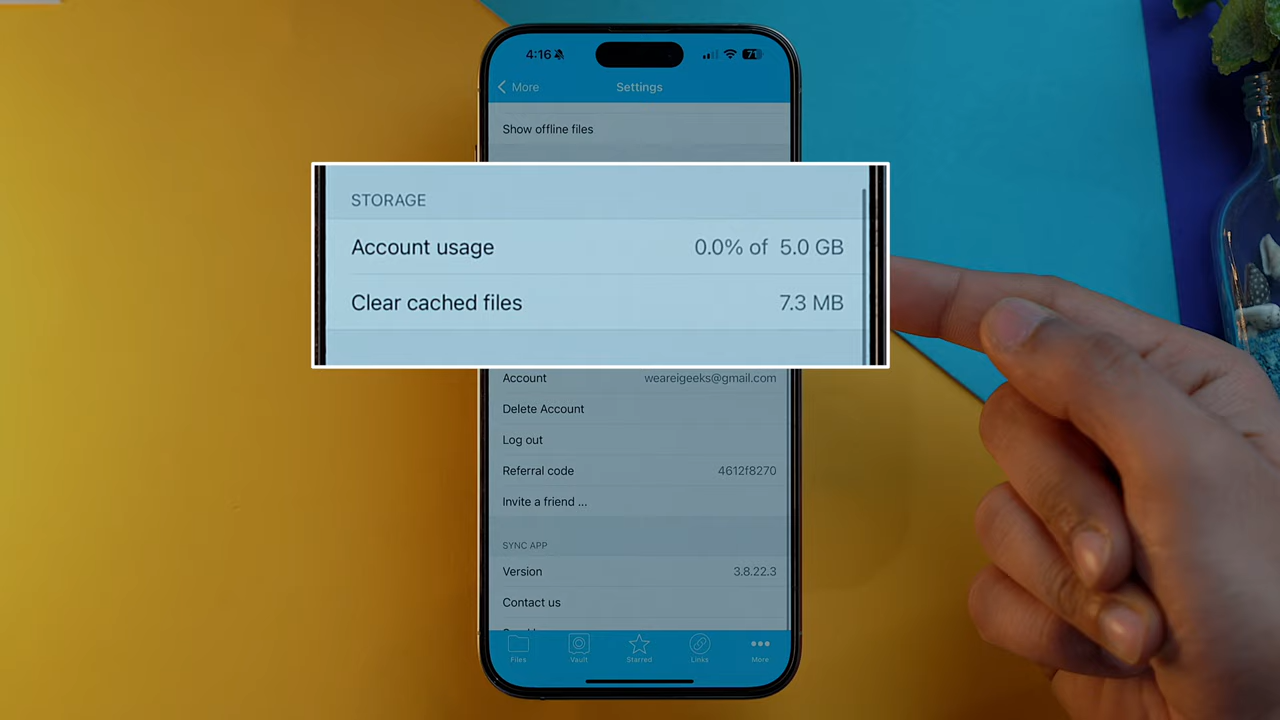 4:16
71
More
Settings
Show offline files
STORAGE
Account usage 0.0% of 5.0 GB
Clear cached files 7.3 MB
Account weareigeeks@gmail.com
Delete Account
Log out
Referral code 4612f8270
Invite a friend ...
SYNC APP
Version 3.8.22.3
Contact us
Files Vault Starred Links More